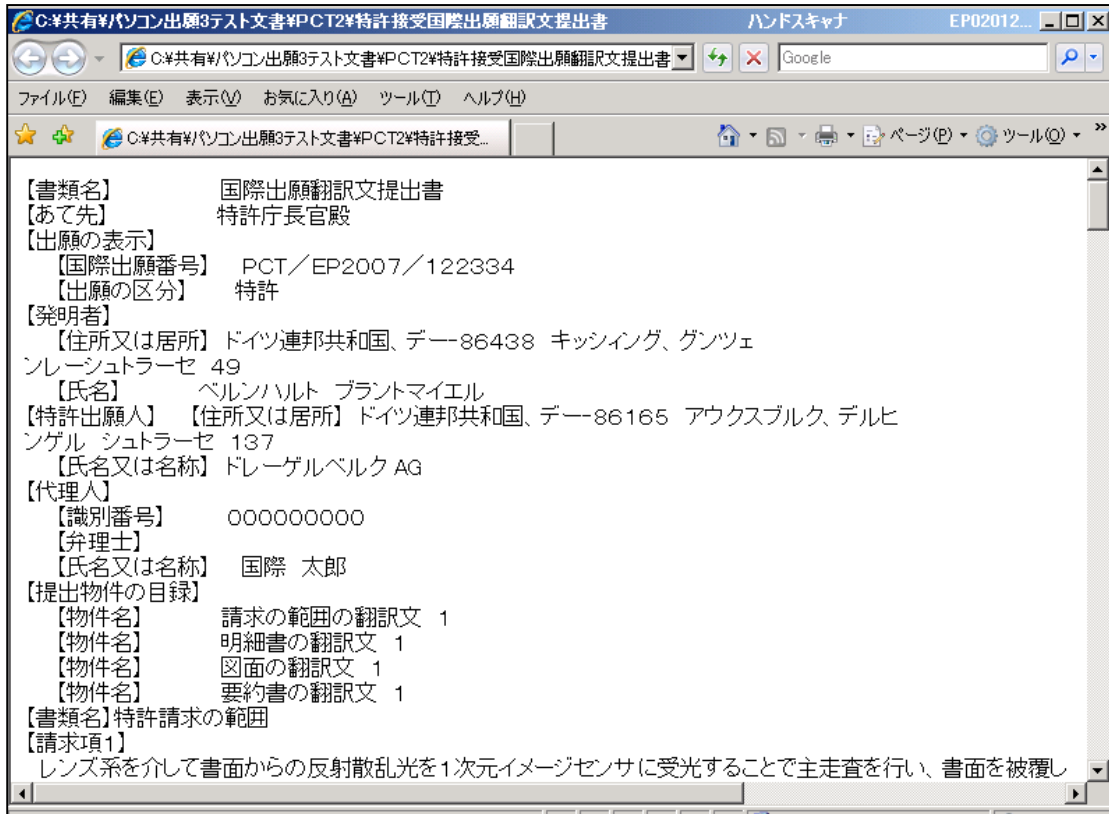 C:¥共有¥パソコン出願3テスト文書¥PCT2¥特許接受国際出願翻訳文提出書 ハンドスキャナ EP02012...
C:¥共有¥パソコン出願3テスト文書¥PCT2¥特許接受国際出願翻訳文提出書 Google
ファイル(F) 編集(E) 表示(V) お気に入り(A) ツール(T) ヘルプ(H)
C:¥共有¥パソコン出願3テスト文書¥PCT2¥特許接受... ページ(P) ツール(O) »
【書類名】 国際出願翻訳文提出書
【あて先】 特許庁長官殿
【出願の表示】
【国際出願番号】 PCT/EP2007/122334
【出願の区分】 特許
【発明者】
【住所又は居所】ドイツ連邦共和国、デー-86438 キッシィング、グンツェ
ンレーシュトラーセ 49
【氏名】 ベルンハルト ブラントマイエル
【特許出願人】 【住所又は居所】ドイツ連邦共和国、デー-86165 アウクスブルク、デルヒ
ンゲル シュトラーセ 137
【氏名又は名称】ドレーゲルベルク AG
【代理人】
【識別番号】 000000000
【弁理士】
【氏名又は名称】 国際 太郎
【提出物件の目録】
【物件名】 請求の範囲の翻訳文 1
【物件名】 明細書の翻訳文 1
【物件名】 図面の翻訳文 1
【物件名】 要約書の翻訳文 1
【書類名】特許請求の範囲
【請求項1】
レンズ系を介して書面からの反射散乱光を1次元イメージセンサに受光することで主走査を行い、書面を被覆し